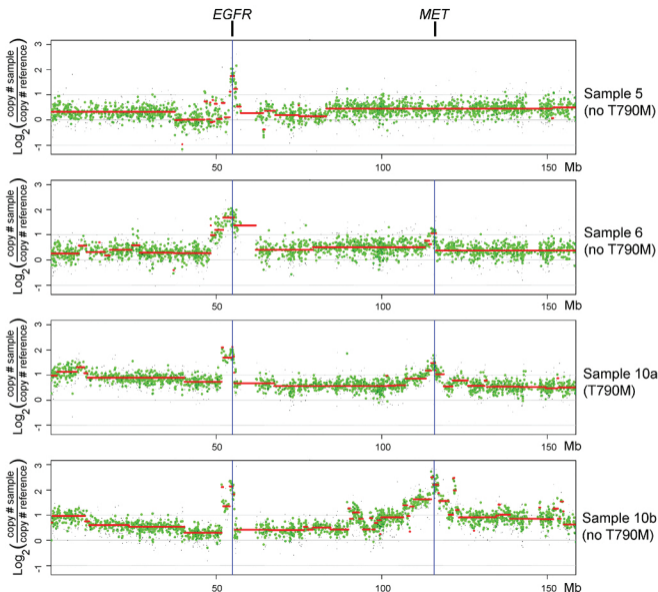 EGFR MET
3
2
1
0
-1
Log2(copy # sample / copy # reference)
50 100 150 Mb
Sample 5
(no T790M)
3
2
1
0
-1
Log2(copy # sample / copy # reference)
50 100 150 Mb
Sample 6
(no T790M)
3
2
1
0
-1
Log2(copy # sample / copy # reference)
50 100 150 Mb
Sample 10a
(T790M)
3
2
1
0
-1
Log2(copy # sample / copy # reference)
50 100 150 Mb
Sample 10b
(no T790M)